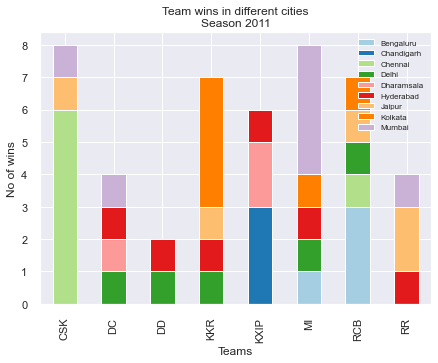 Team wins in different cities
Season 2011
No of wins
8
7
6
5
4
3
2
1
0
Bengaluru
Chandigarh
Chennai
Delhi
Dharamsala
Hyderabad
Jaipur
Kolkata
Mumbai
CSK
DC
DD
KKR
KXIP
MI
RCB
RR
Teams